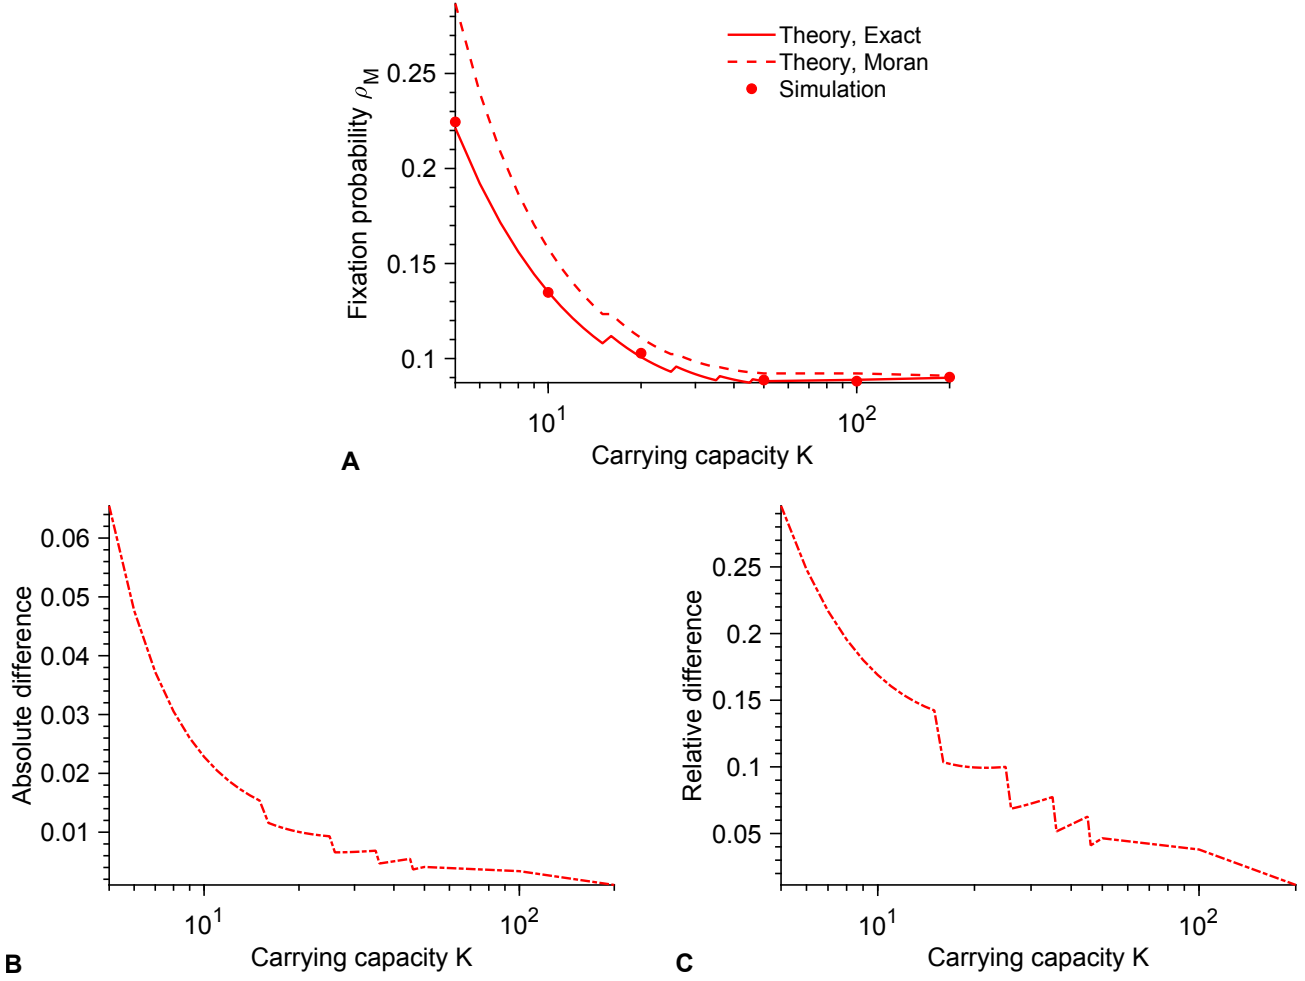 Theory, Exact
Theory, Moran
Simulation
Fixation probability ρM
0.25
0.2
0.15
0.1
10^1
10^2
Carrying capacity K
A
Absolute difference
0.06
0.05
0.04
0.03
0.02
0.01
10^1
10^2
Carrying capacity K
B
Relative difference
0.25
0.2
0.15
0.1
0.05
10^1
10^2
Carrying capacity K
C